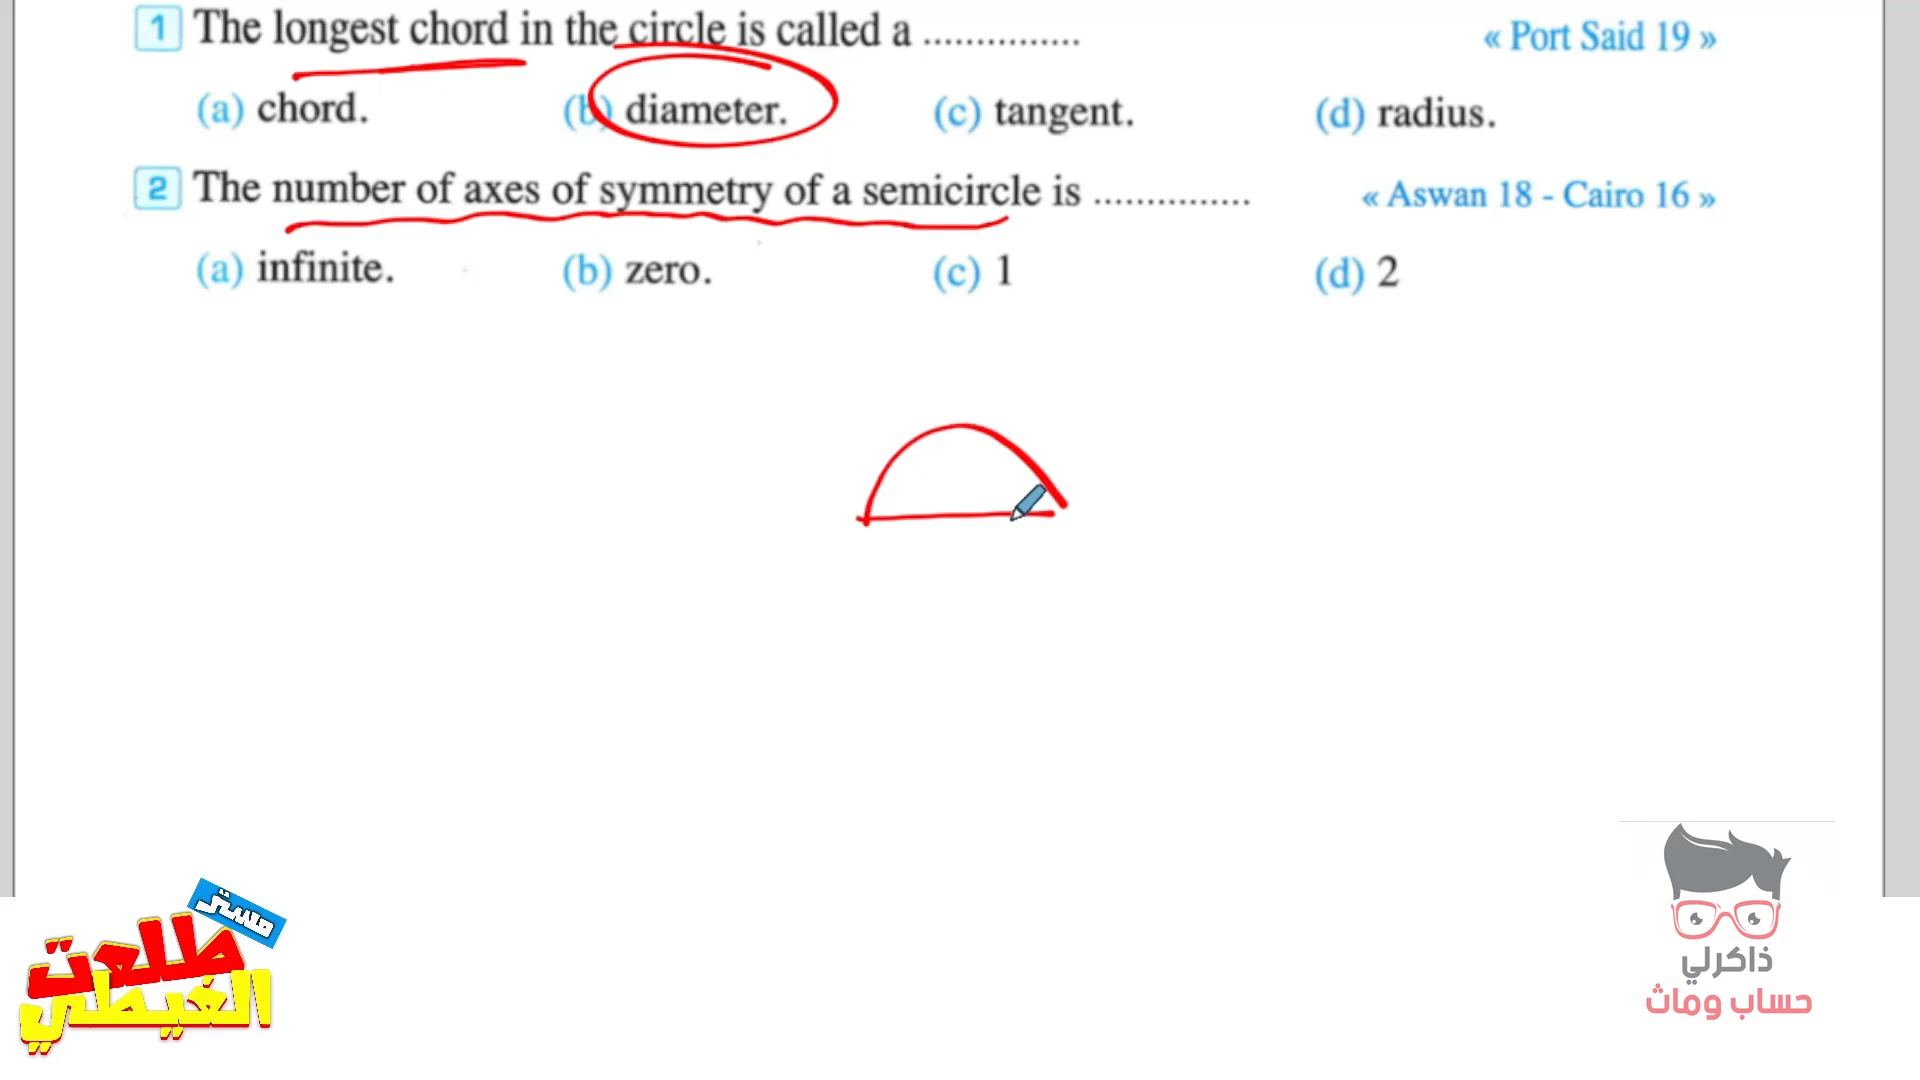 1 The longest chord in the circle is called a ............... « Port Said 19 »
(a) chord. (b) diameter. (c) tangent. (d) radius.
2 The number of axes of symmetry of a semicircle is ............... « Aswan 18 - Cairo 16 »
(a) infinite. (b) zero. (c) 1 (d) 2
مستر
طلعت
الغيطي
ذاكرلي
حساب وماث